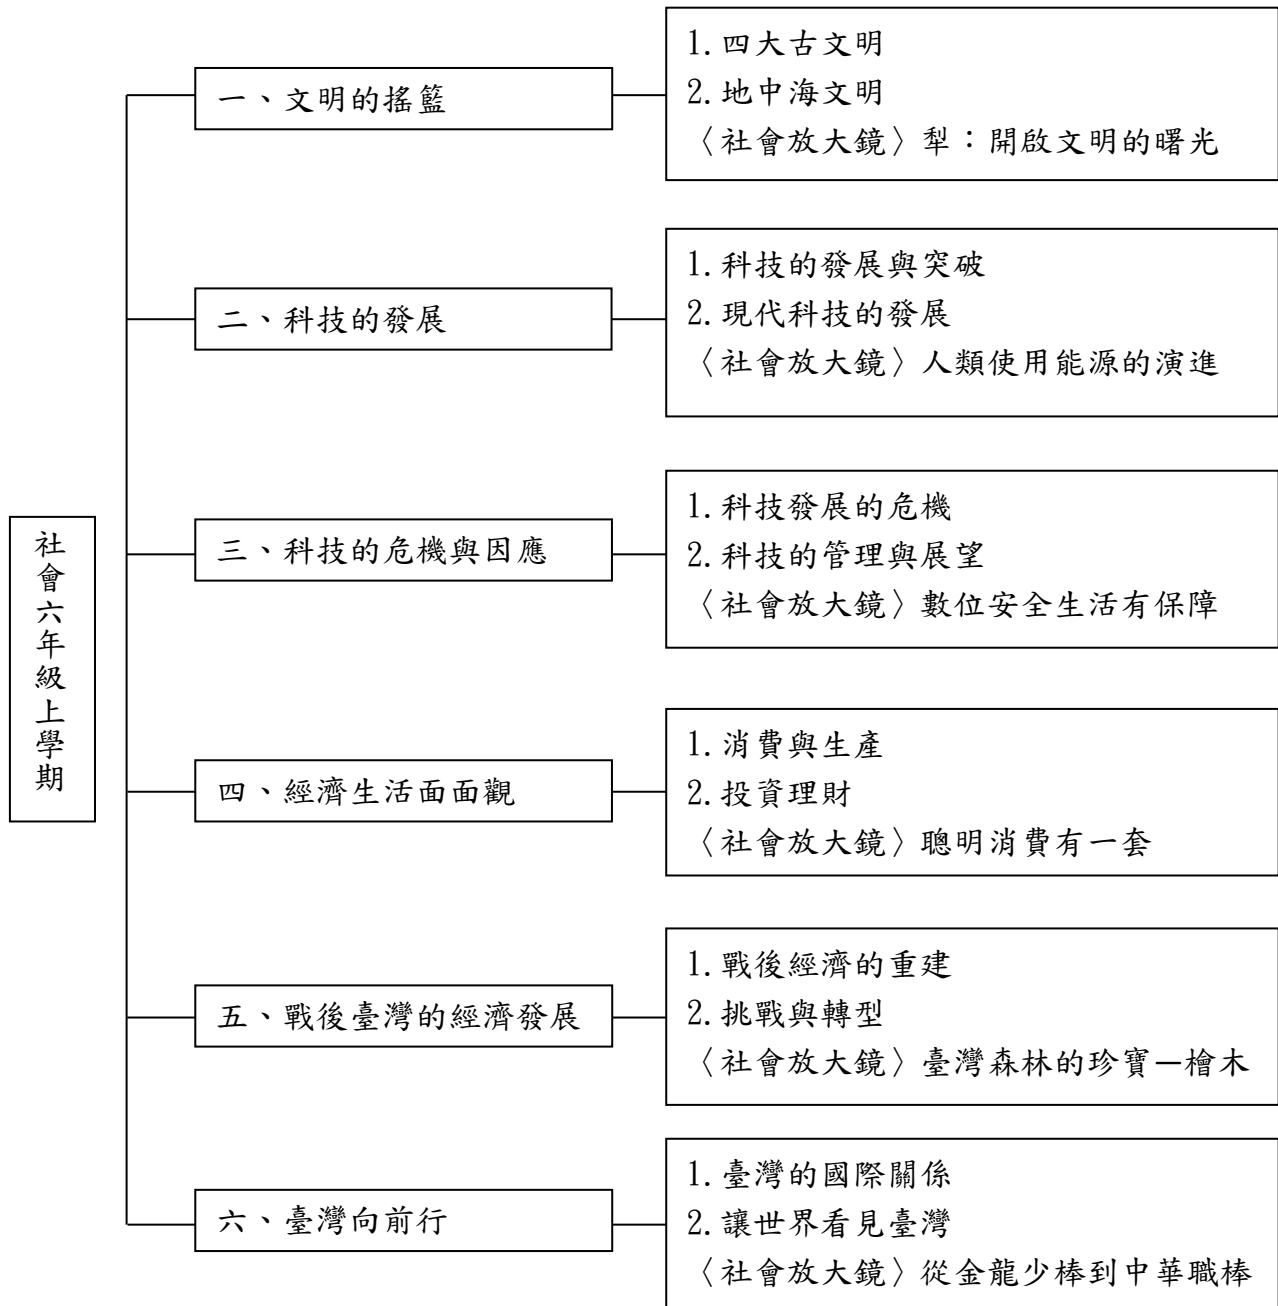 社會六年級上學期
一、文明的搖籃
1.四大古文明
2.地中海文明
〈社會放大鏡〉犁：開啟文明的曙光
二、科技的發展
1.科技的發展與突破
2.現代科技的發展
〈社會放大鏡〉人類使用能源的演進
三、科技的危機與因應
1.科技發展的危機
2.科技的管理與展望
〈社會放大鏡〉數位安全生活有保障
四、經濟生活面面觀
1.消費與生產
2.投資理財
〈社會放大鏡〉聰明消費有一套
五、戰後臺灣的經濟發展
1.戰後經濟的重建
2.挑戰與轉型
〈社會放大鏡〉臺灣森林的珍寶—檜木
六、臺灣向前行
1.臺灣的國際關係
2.讓世界看見臺灣
〈社會放大鏡〉從金龍少棒到中華職棒